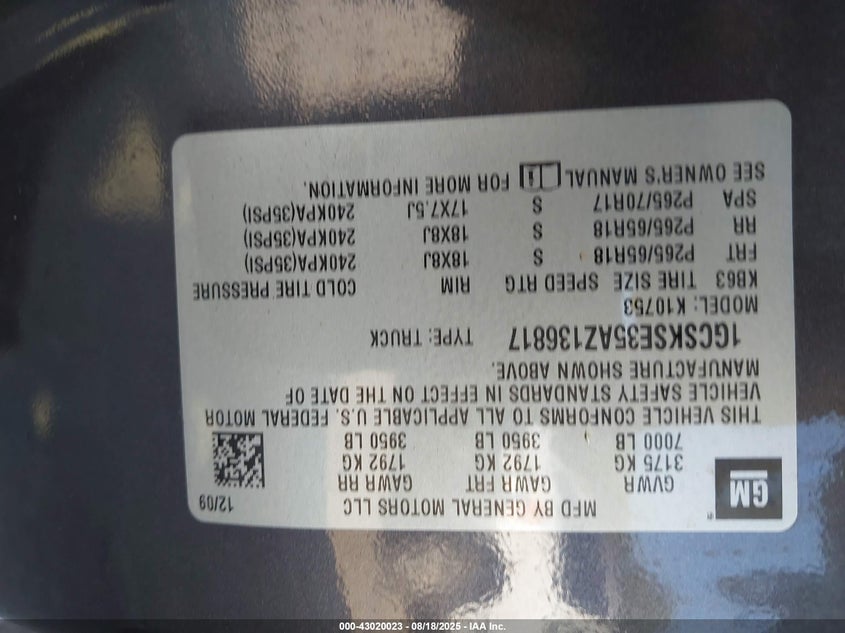 GM
MFD BY GENERAL MOTORS LLC 12/09
GVWR GAWR FRT GAWR RR
3175 KG 1792 KG 1792 KG
7000 LB 3950 LB 3950 LB
THIS VEHICLE CONFORMS TO ALL APPLICABLE U.S. FEDERAL MOTOR
VEHICLE SAFETY STANDARDS IN EFFECT ON THE DATE OF
MANUFACTURE SHOWN ABOVE.
1GCSKSE35AZ136817 TYPE: TRUCK
MODEL: K10753
KB63 TIRE SIZE SPEED RTG RIM COLD TIRE PRESSURE
FRT P265/65R18 S 18X8J 240KPA(35PSI)
RR P265/65R18 S 18X8J 240KPA(35PSI)
SPA P265/70R17 S 17X7.5J 240KPA(35PSI)
SEE OWNER'S MANUAL FOR MORE INFORMATION.
000-43020023 - 08/18/2025 - IAA Inc.